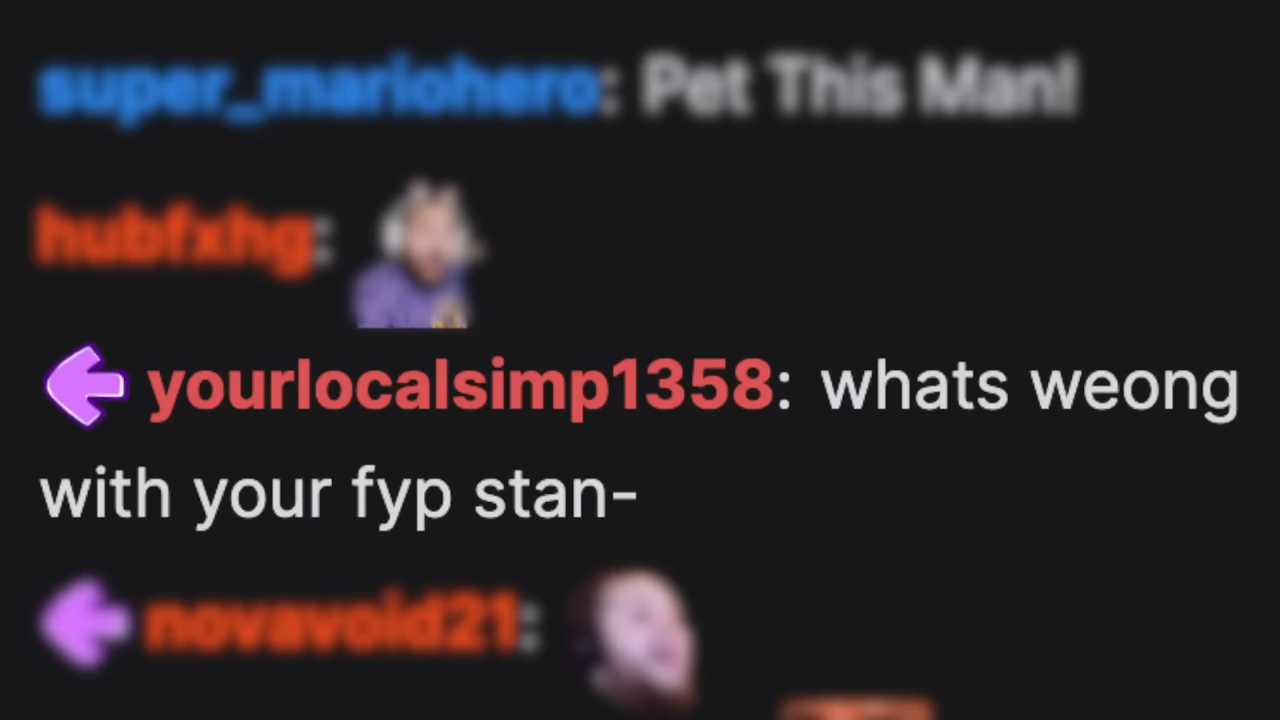 super_mariohero: Pet This Man!
hubfxhg:
yourlocalsimp1358: whats weong
with your fyp stan-
novavoid21: